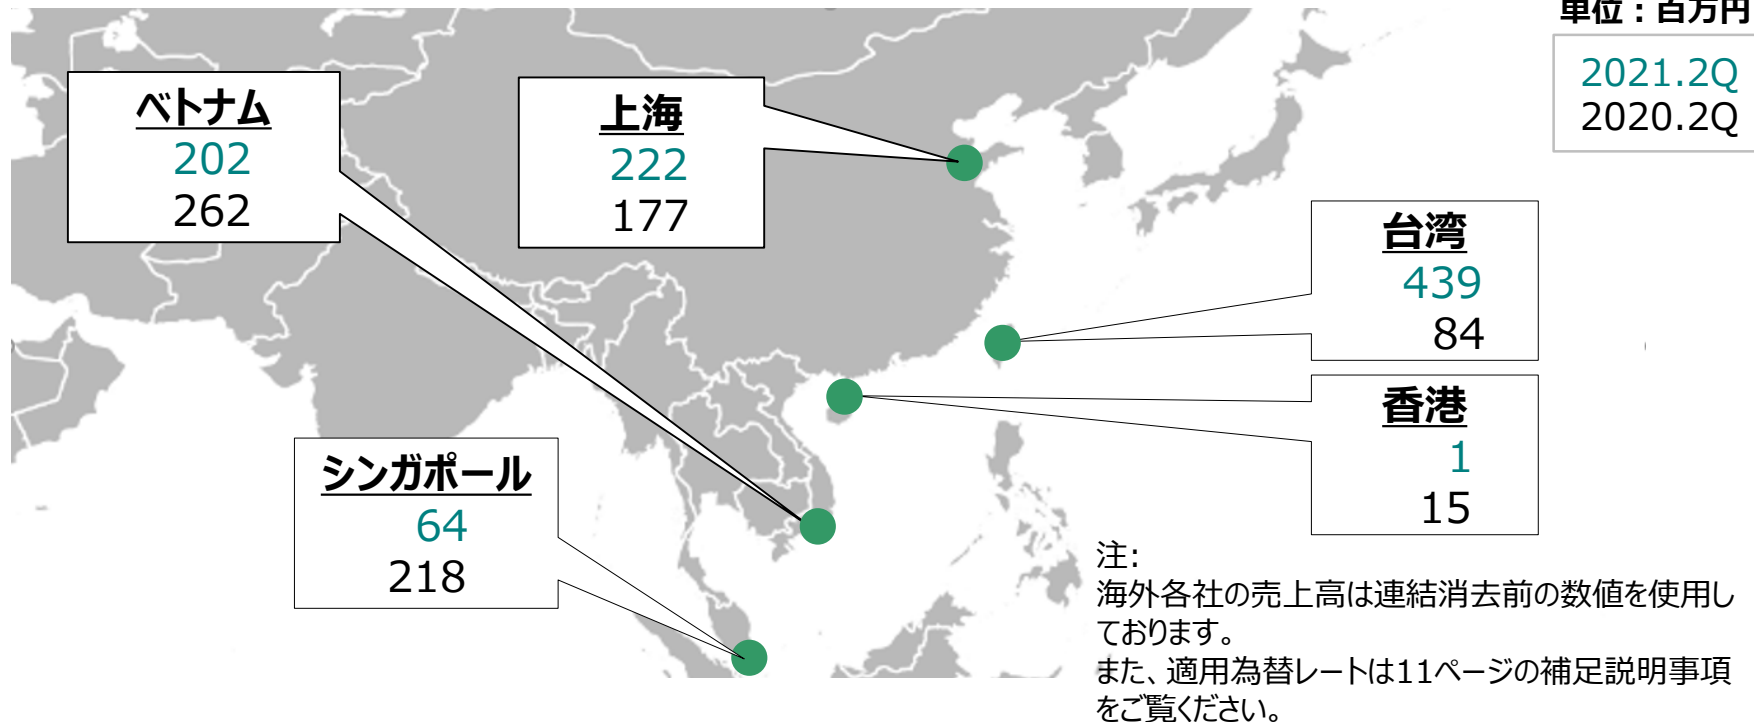 単位：百万円
2021.2Q
2020.2Q
ベトナム
202
262
上海
222
177
台湾
439
84
香港
1
15
シンガポール
64
218
注：
海外各社の売上高は連結消去前の数値を使用し
ております。
また、適用為替レートは11ページの補足説明事項
をご覧ください。